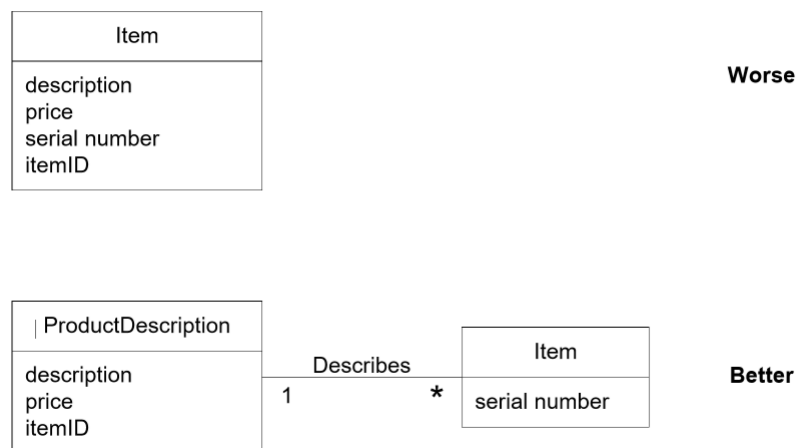 Item
Worse
description
price
serial number
itemID
ProductDescription
Describes
Item
Better
description
1
*
serial number
price
itemID